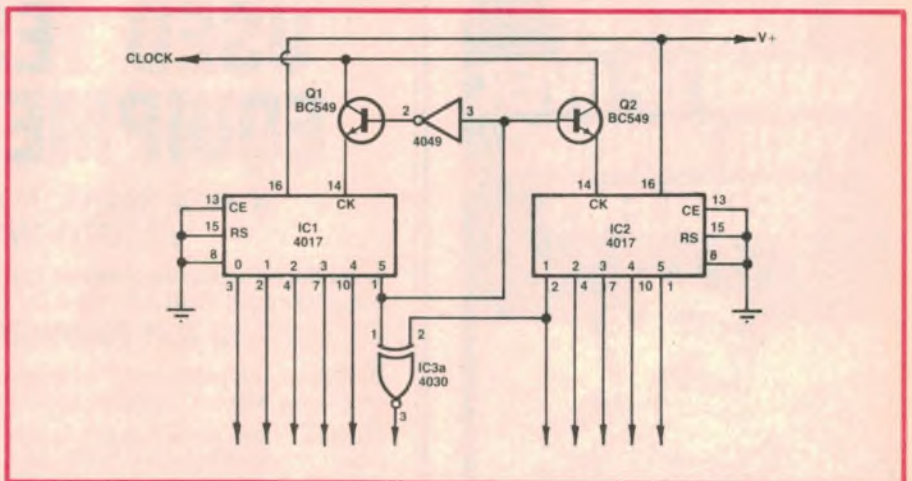 V+
CLOCK
Q1
BC549
Q2
BC549
2
3
4049
16
14
14
16
13
CE
CK
CK
CE
13
15
RS
IC1
4017
IC2
4017
RS
15
8
8
0 1 2 3 4 5
1 2 3 4 5
3 2 4 7 10 1
2 4 7 10 1
1
2
IC3a
4030
3